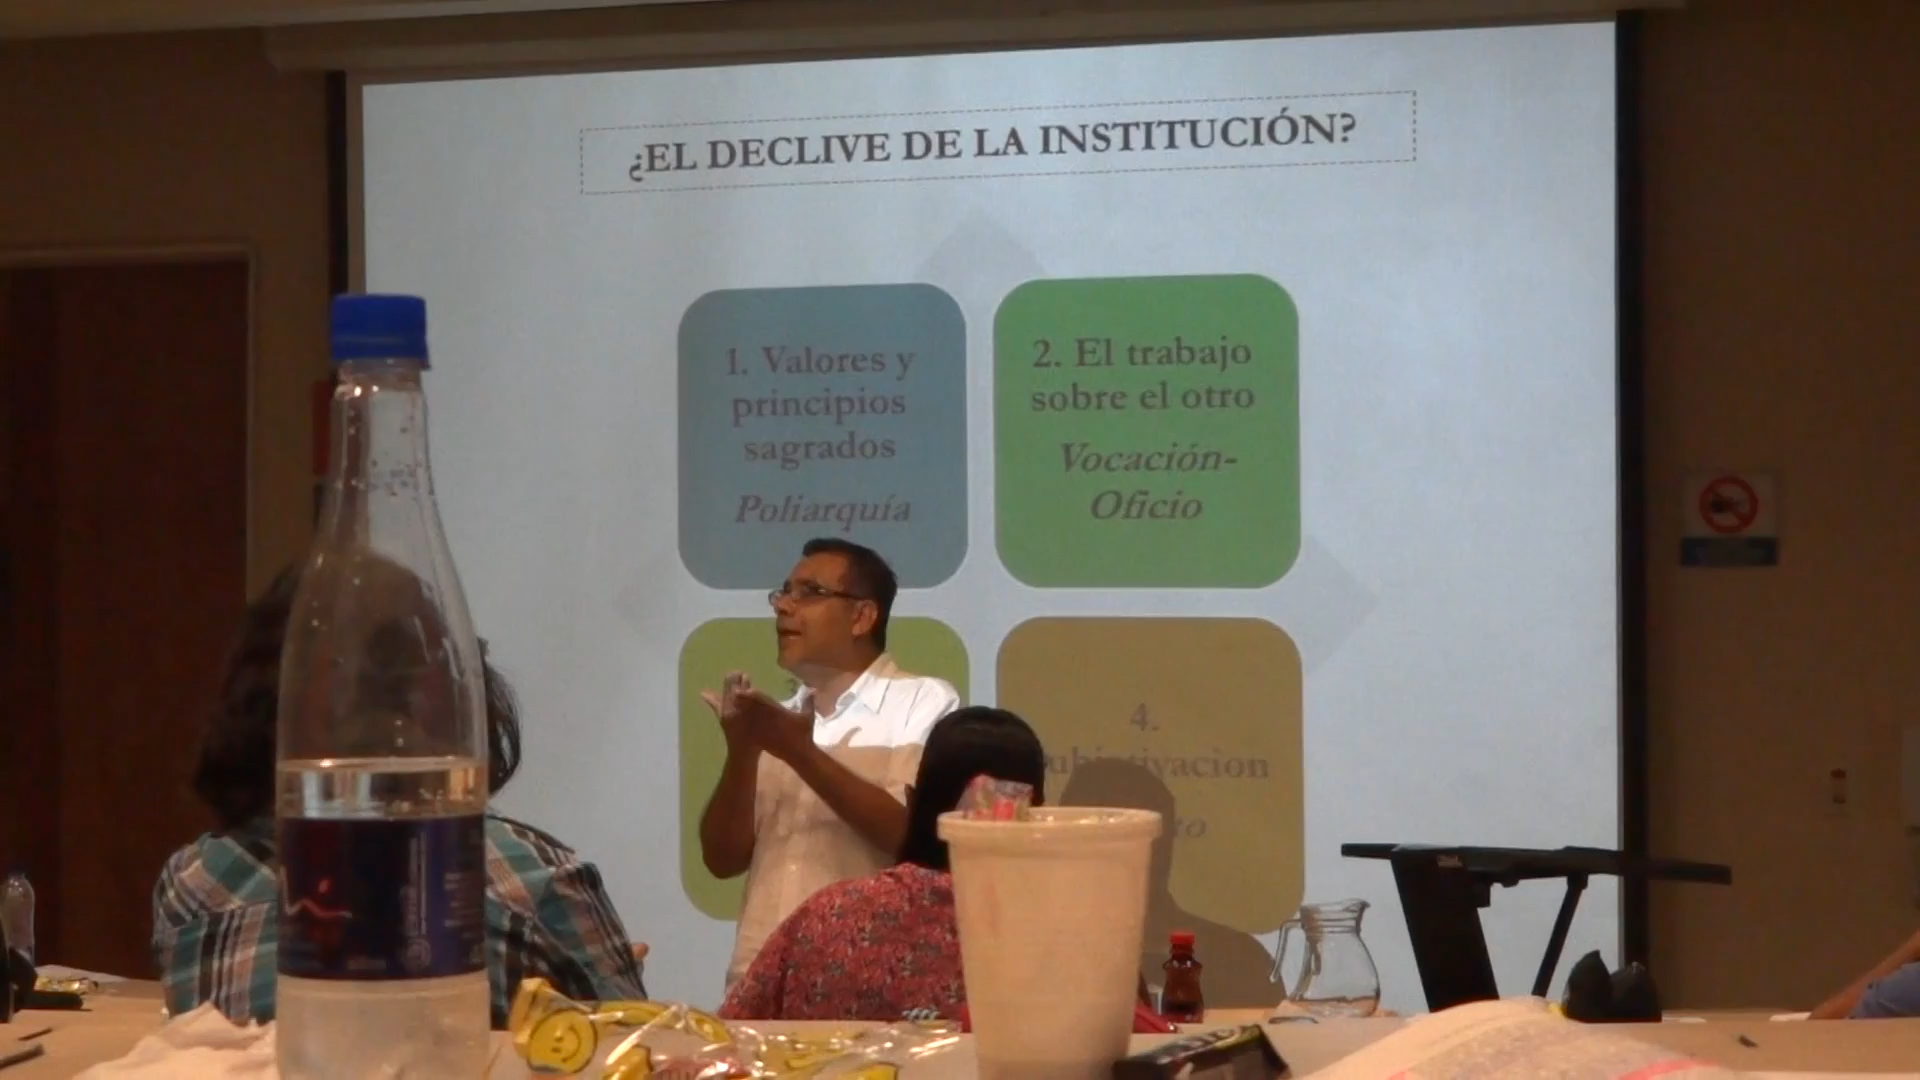 ¿EL DECLIVE DE LA INSTITUCIÓN?
1. Valores y
principios
sagrados
Poliarquía
2. El trabajo
sobre el otro
Vocación-
Oficio
4.